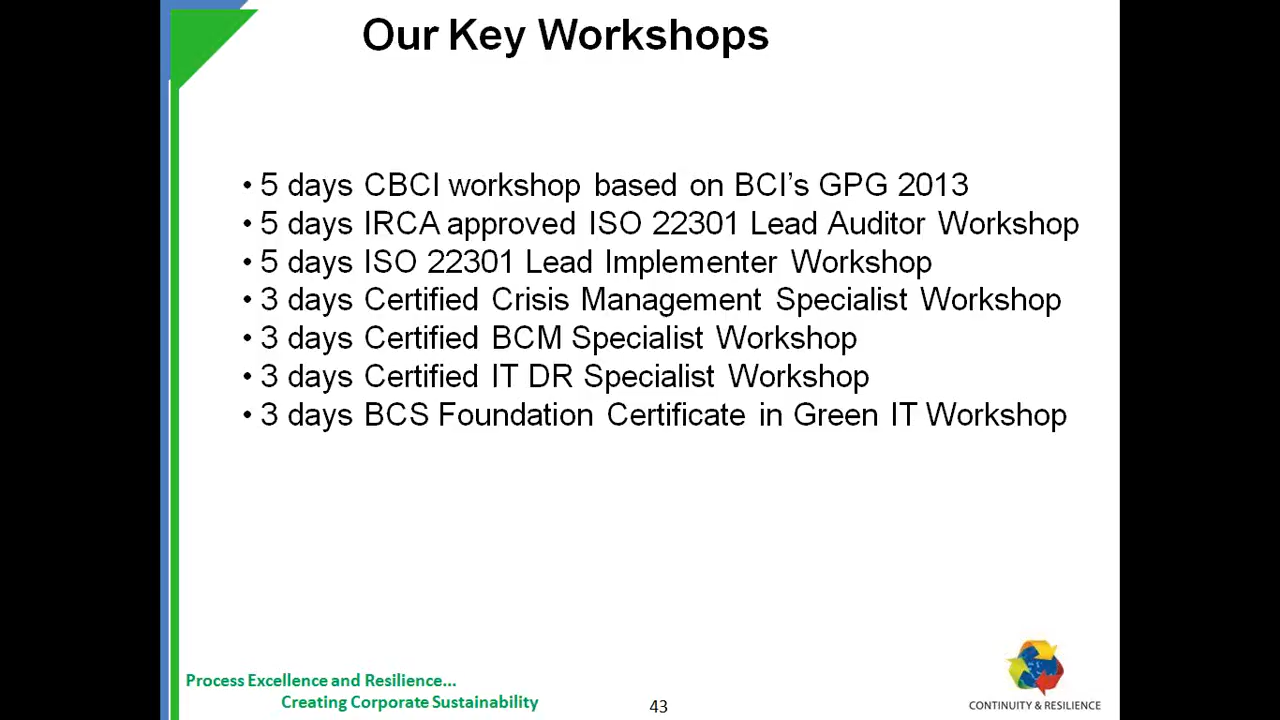 Our Key Workshops
• 5 days CBCI workshop based on BCI’s GPG 2013
• 5 days IRCA approved ISO 22301 Lead Auditor Workshop
• 5 days ISO 22301 Lead Implementer Workshop
• 3 days Certified Crisis Management Specialist Workshop
• 3 days Certified BCM Specialist Workshop
• 3 days Certified IT DR Specialist Workshop
• 3 days BCS Foundation Certificate in Green IT Workshop
Process Excellence and Resilience...
Creating Corporate Sustainability
43
CONTINUITY & RESILIENCE